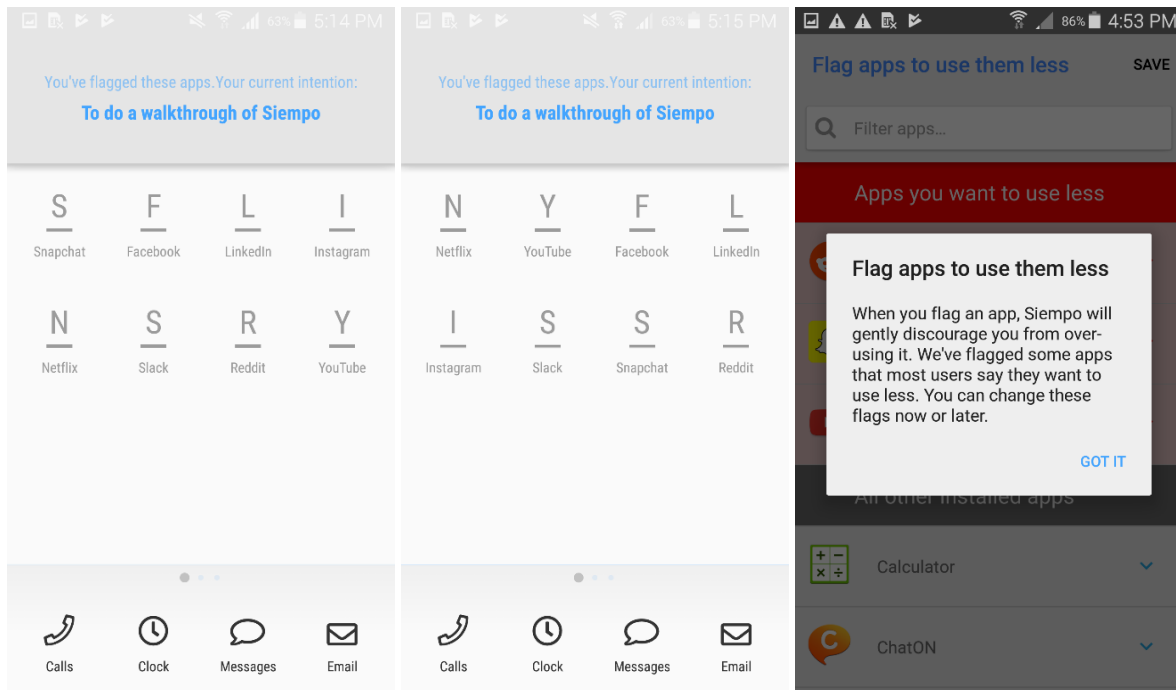 63% 5:14 PM
You've flagged these apps.Your current intention:
To do a walkthrough of Siempo
S F L I
Snapchat Facebook LinkedIn Instagram
N S R Y
Netflix Slack Reddit YouTube
Calls Clock Messages Email
63% 5:15 PM
You've flagged these apps.Your current intention:
To do a walkthrough of Siempo
N Y F L
Netflix YouTube Facebook LinkedIn
I S S R
Instagram Slack Snapchat Reddit
Calls Clock Messages Email
86% 4:53 PM
Flag apps to use them less SAVE
Filter apps...
Apps you want to use less
Flag apps to use them less
When you flag an app, Siempo will
gently discourage you from over-
using it. We've flagged some apps
that most users say they want to
use less. You can change these
flags now or later.
GOT IT
All other installed apps
Calculator
C ChatON